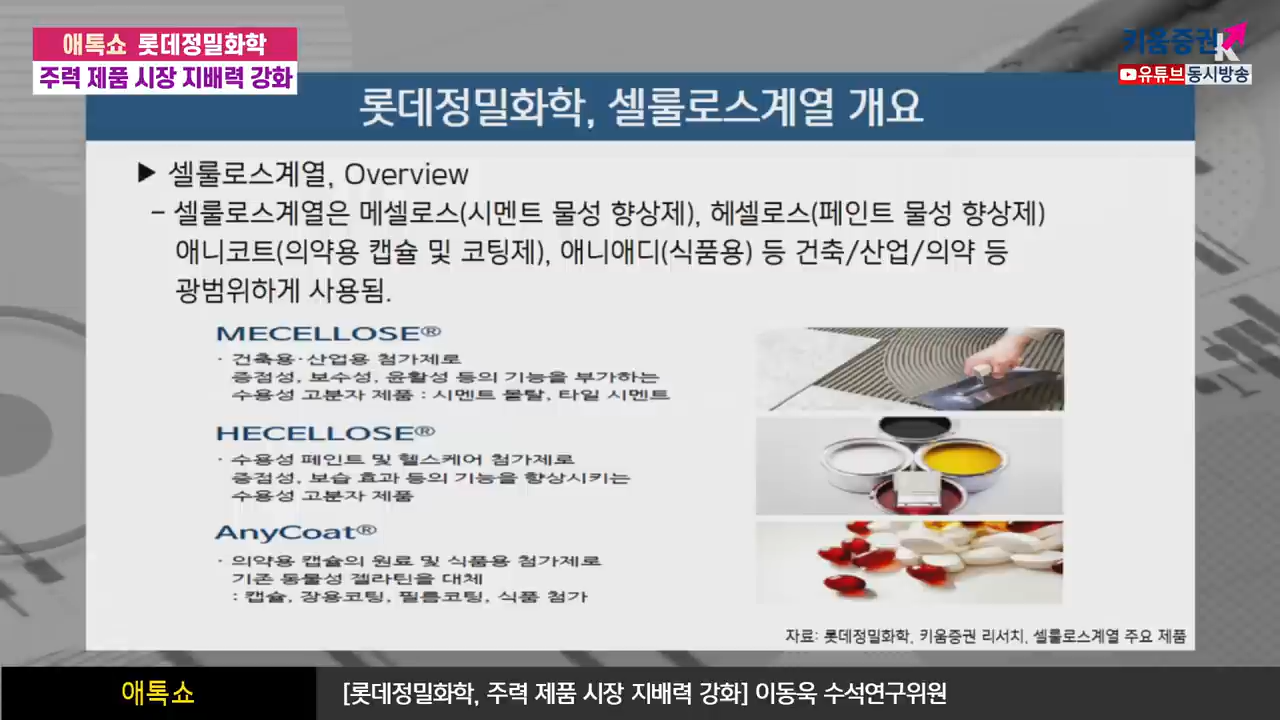 애톡쇼 롯데정밀화학
주력 제품 시장 지배력 강화
키움증권
유튜브 동시방송
롯데정밀화학, 셀룰로스계열 개요
▶ 셀룰로스계열, Overview
- 셀룰로스계열은 메셀로스(시멘트 물성 향상제), 헤셀로스(페인트 물성 향상제)
애니코트(의약용 캡슐 및 코팅제), 애니애디(식품용) 등 건축/산업/의약 등
광범위하게 사용됨.
MECELLOSE®
· 건축용·산업용 첨가제로
증점성, 보수성, 윤활성 등의 기능을 부가하는
수용성 고분자 제품 : 시멘트 몰탈, 타일 시멘트
HECELLOSE®
· 수용성 페인트 및 헬스케어 첨가제로
증점성, 보습 효과 등의 기능을 향상시키는
수용성 고분자 제품
AnyCoat®
· 의약용 캡슐의 원료 및 식품용 첨가제로
기존 동물성 젤라틴을 대체
: 캡슐, 장용코팅, 필름코팅, 식품 첨가
자료: 롯데정밀화학, 키움증권 리서치, 셀룰로스계열 주요 제품
애톡쇼
[롯데정밀화학, 주력 제품 시장 지배력 강화] 이동욱 수석연구위원